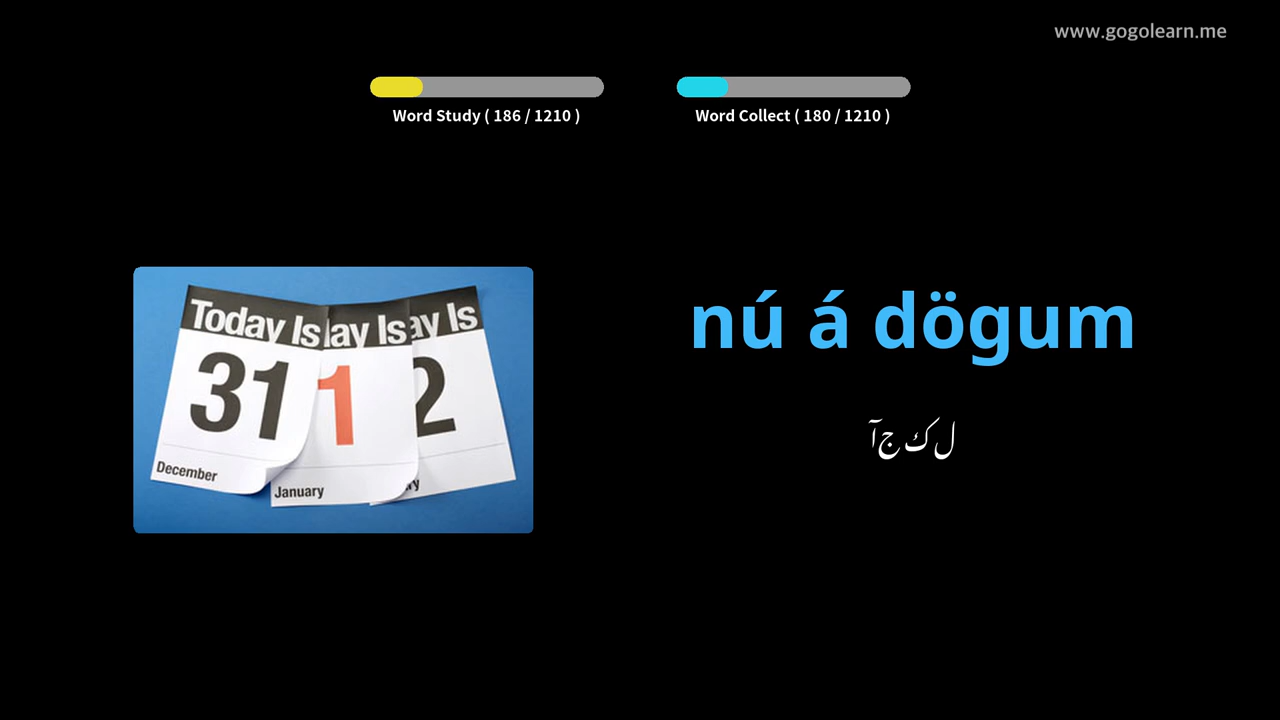 www.gogolearn.me
Word Study ( 186 / 1210 )
Word Collect ( 180 / 1210 )
Today Is
ay Is
ay Is
31
1
2
December
January
ry
nú á dögum
آج کل